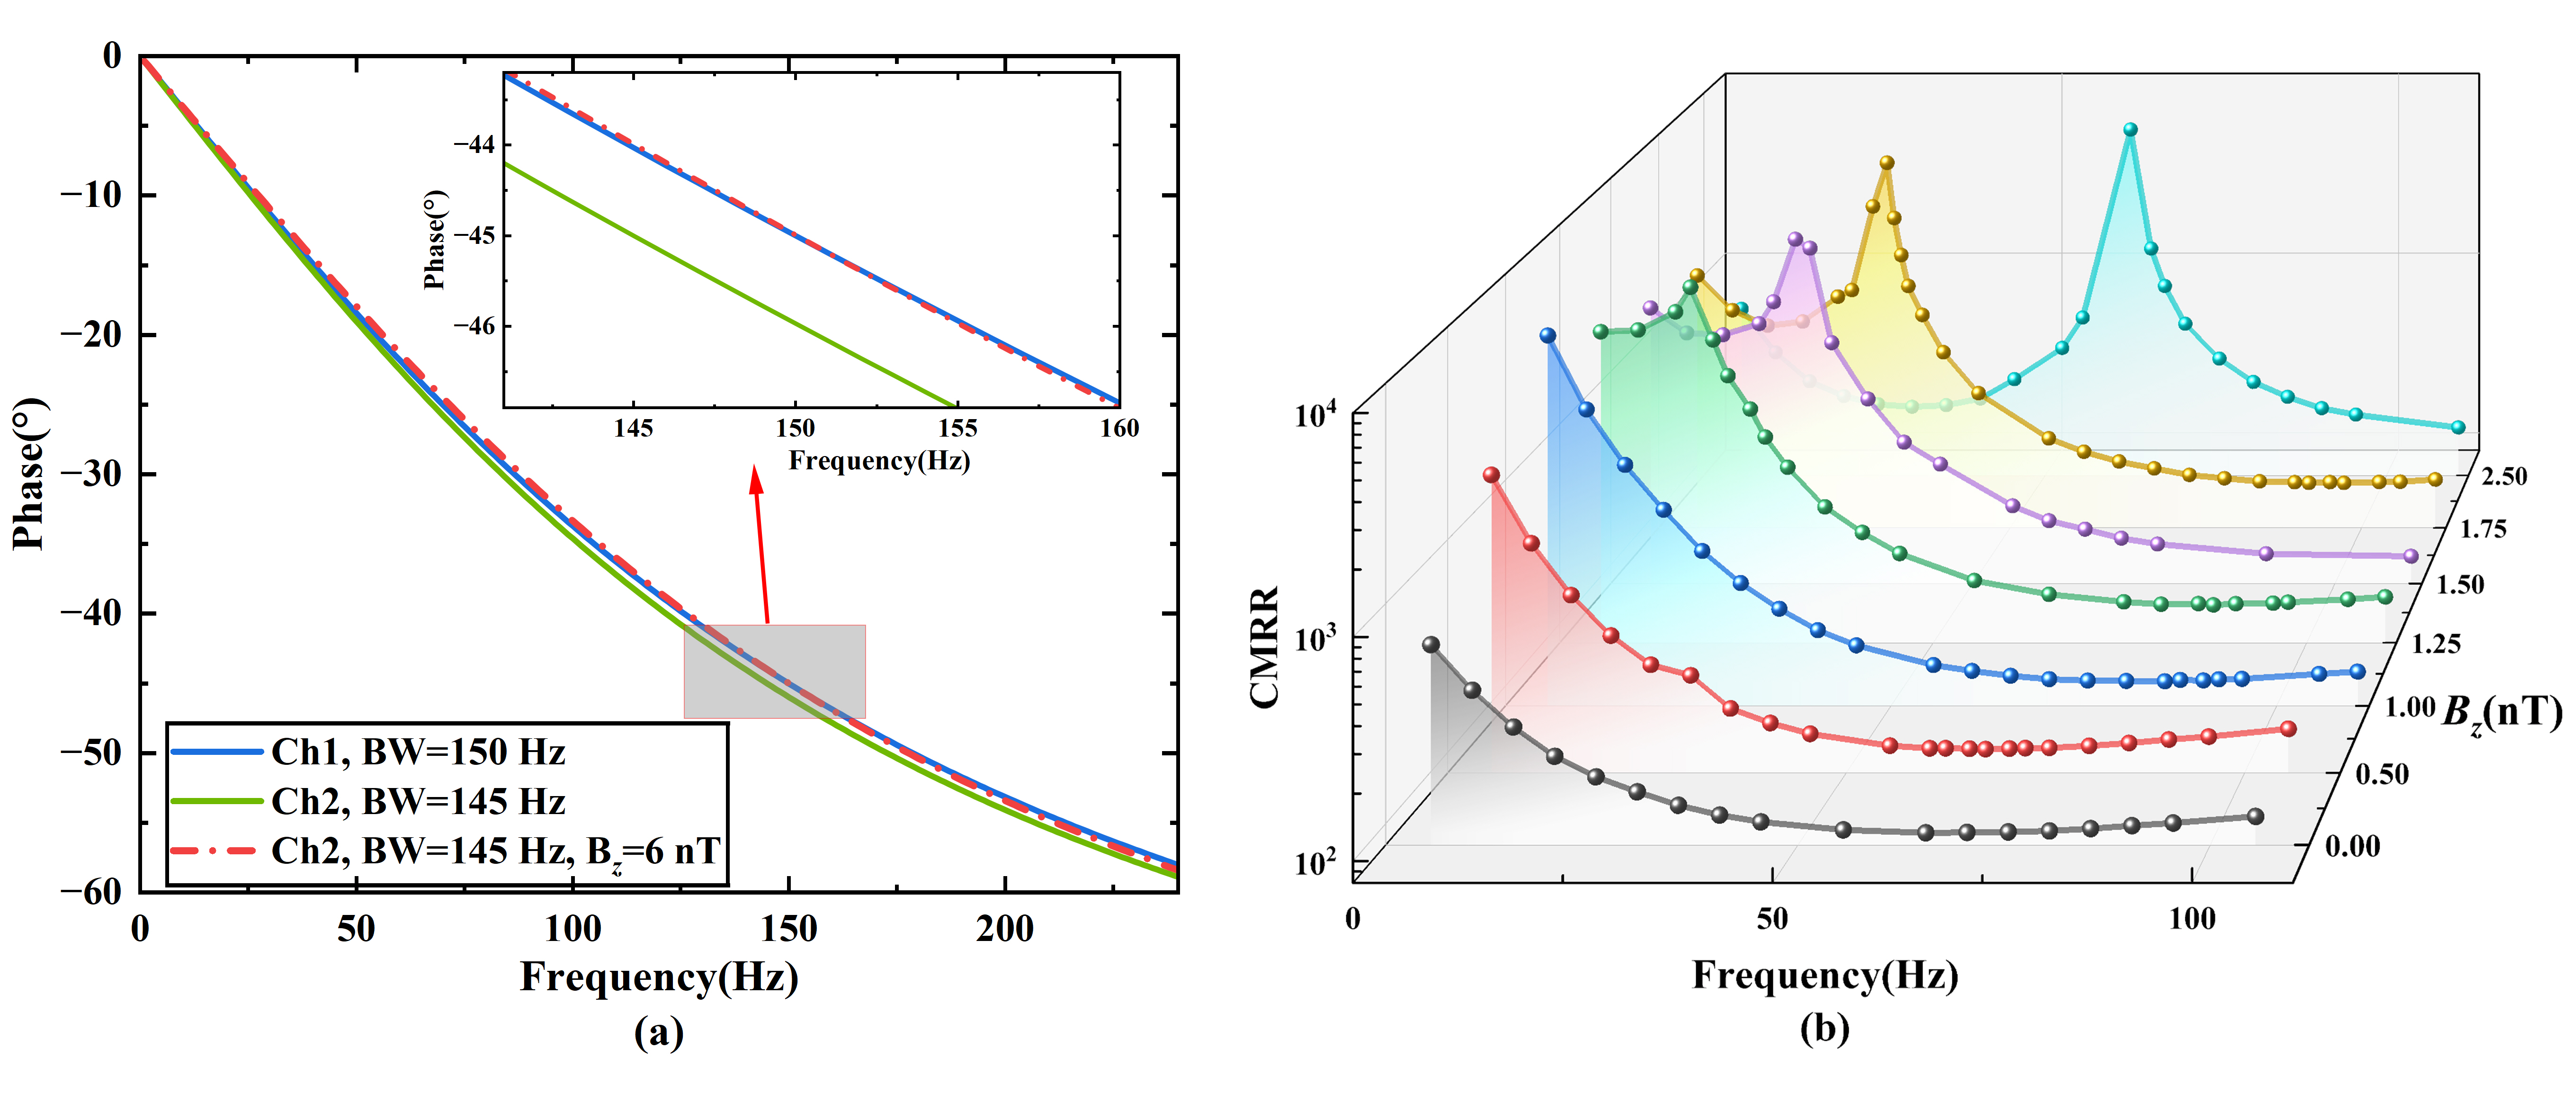 0
−10
−20
−30
−40
−50
−60
Phase(°)
0
50
100
150
200
Frequency(Hz)
(a)
−44
−45
−46
Phase(°)
145
150
155
160
Frequency(Hz)
Ch1, BW=150 Hz
Ch2, BW=145 Hz
Ch2, BW=145 Hz, Bz=6 nT
10⁴
10³
10²
CMRR
0
50
100
Frequency(Hz)
(b)
2.50
1.75
1.50
1.25
1.00
0.50
0.00
Bz(nT)